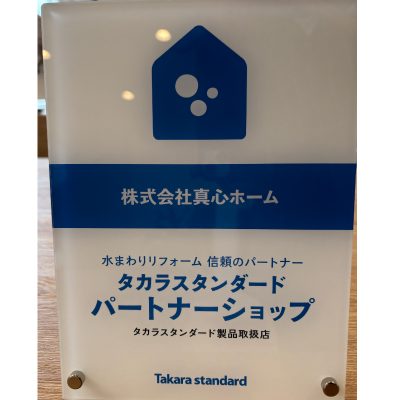 株式会社真心ホーム
水まわりリフォーム 信頼のパートナー
タカラスタンダード
パートナーショップ
タカラスタンダード製品取扱店
Takara standard